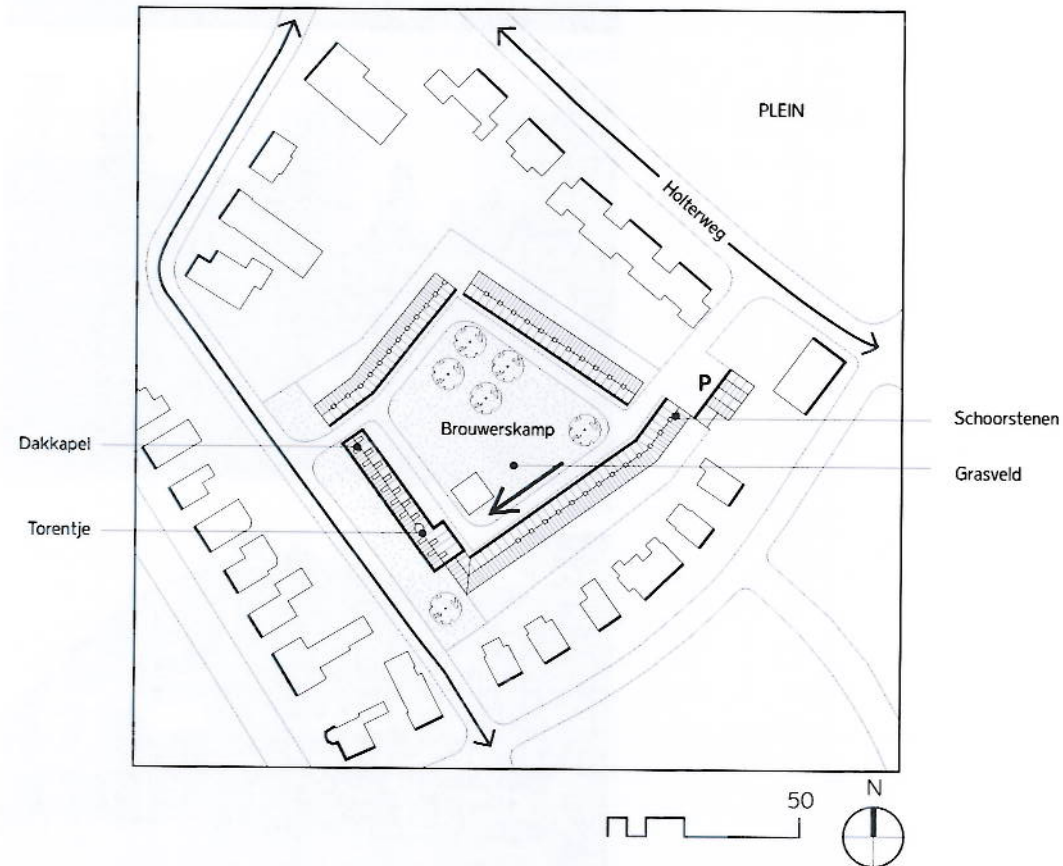 PLEIN
Holterweg
P
Schoorstenen
Brouwerskamp
Dakkapel
Grasveld
Torentje
50
N